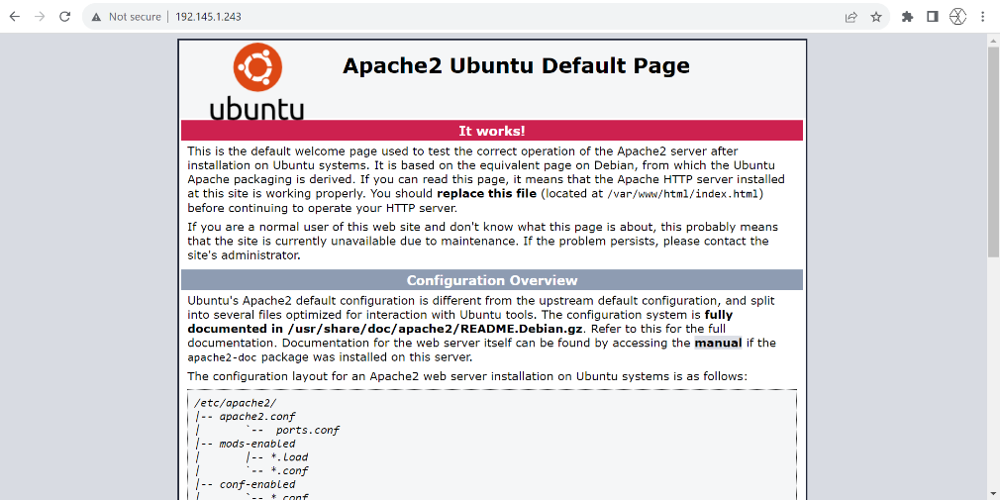 Not secure | 192.145.1.243
ubuntu
Apache2 Ubuntu Default Page
It works!
This is the default welcome page used to test the correct operation of the Apache2 server after
installation on Ubuntu systems. It is based on the equivalent page on Debian, from which the Ubuntu
Apache packaging is derived. If you can read this page, it means that the Apache HTTP server installed
at this site is working properly. You should replace this file (located at /var/www/html/index.html)
before continuing to operate your HTTP server.
If you are a normal user of this web site and don't know what this page is about, this probably means
that the site is currently unavailable due to maintenance. If the problem persists, please contact the
site's administrator.
Configuration Overview
Ubuntu's Apache2 default configuration is different from the upstream default configuration, and split
into several files optimized for interaction with Ubuntu tools. The configuration system is fully
documented in /usr/share/doc/apache2/README.Debian.gz. Refer to this for the full
documentation. Documentation for the web server itself can be found by accessing the manual if the
apache2-doc package was installed on this server.
The configuration layout for an Apache2 web server installation on Ubuntu systems is as follows:
/etc/apache2/
|-- apache2.conf
|       `--  ports.conf
|-- mods-enabled
|       |-- *.load
|       `-- *.conf
|-- conf-enabled
|       `-- *.conf